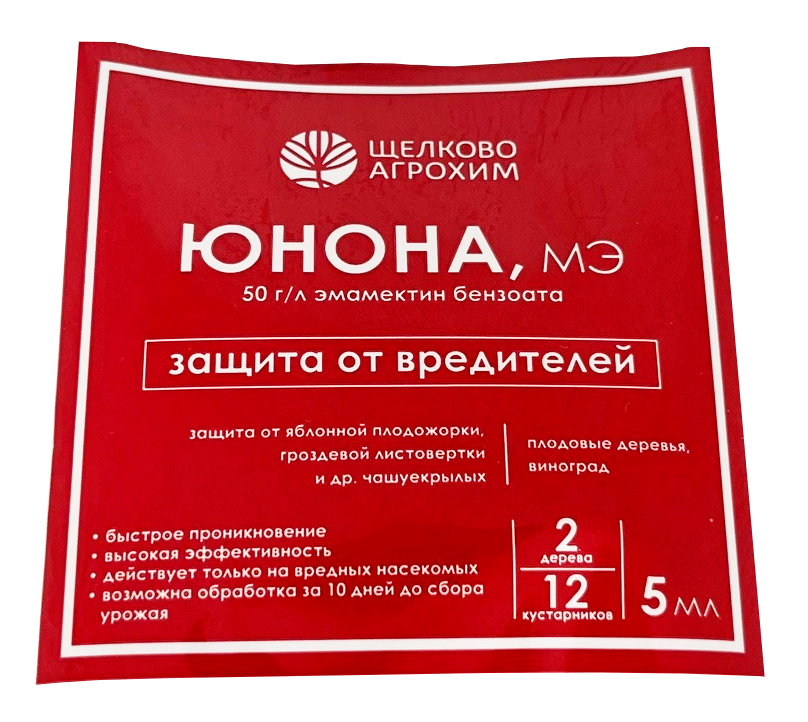 ЩЕЛКОВО
АГРОХИМ
ЮНОНА, МЭ
50 г/л эмамектин бензоата
защита от вредителей
защита от яблонной плодожорки,
гроздевой листовертки
и др. чашуекрылых
плодовые деревья,
виноград
• быстрое проникновение
• высокая эффективность
• действует только на вредных насекомых
• возможна обработка за 10 дней до сбора
урожая
2
дерева
12
кустарников
5 мл